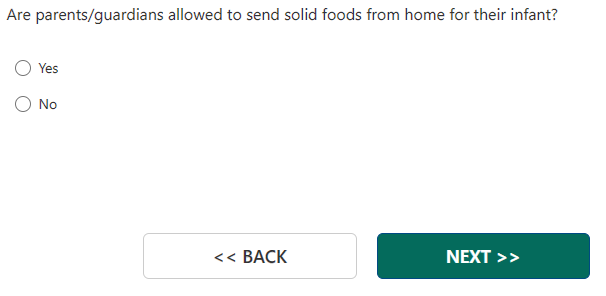 Are parents/guardians allowed to send solid foods from home for their infant?
Yes
No
<< BACK
NEXT >>